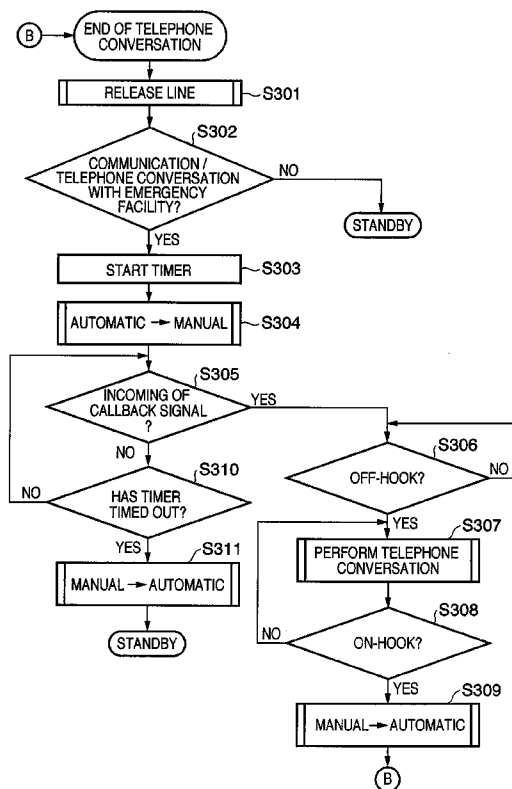 B
END OF TELEPHONE
CONVERSATION
RELEASE LINE
S301
S302
COMMUNICATION /
TELEPHONE CONVERSATION
WITH EMERGENCY
FACILITY?
NO
STANDBY
YES
START TIMER
S303
AUTOMATIC → MANUAL
S304
S305
INCOMING OF
CALLBACK SIGNAL
?
YES
NO
S306
OFF-HOOK?
NO
YES
S310
HAS TIMER
TIMED OUT?
NO
YES
S307
PERFORM TELEPHONE
CONVERSATION
S311
MANUAL → AUTOMATIC
STANDBY
S308
ON-HOOK?
NO
YES
S309
MANUAL → AUTOMATIC
B